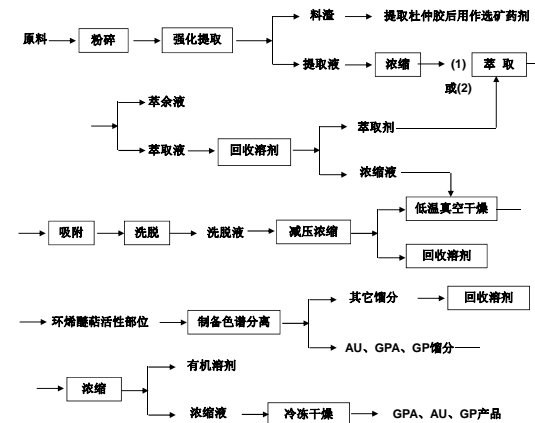 料渣 提取杜仲胶后用作选矿药剂
原料 粉碎 强化提取
提取液 浓缩 (1) 萃 取
或(2)
萃余液
萃取剂
萃取液 回收溶剂
浓缩液
低温真空干燥
吸附 洗脱 洗脱液 减压浓缩
回收溶剂
其它馏分 回收溶剂
环烯醚萜活性部位 制备色谱分离
AU、GPA、GP馏分
有机溶剂
浓缩
浓缩液 冷冻干燥 GPA、AU、GP产品